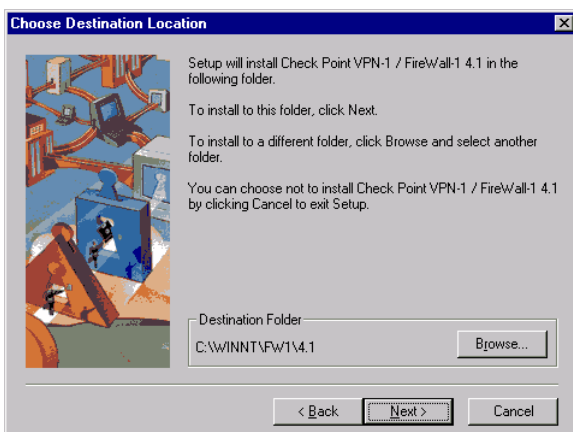 Choose Destination Location
Setup will install Check Point VPN-1 / FireWall-1 4.1 in the
following folder.
To install to this folder, click Next.
To install to a different folder, click Browse and select another
folder.
You can choose not to install Check Point VPN-1 / FireWall-1 4.1
by clicking Cancel to exit Setup.
Destination Folder
C:\WINNT\FW1\4.1
Browse...
< Back
Next >
Cancel